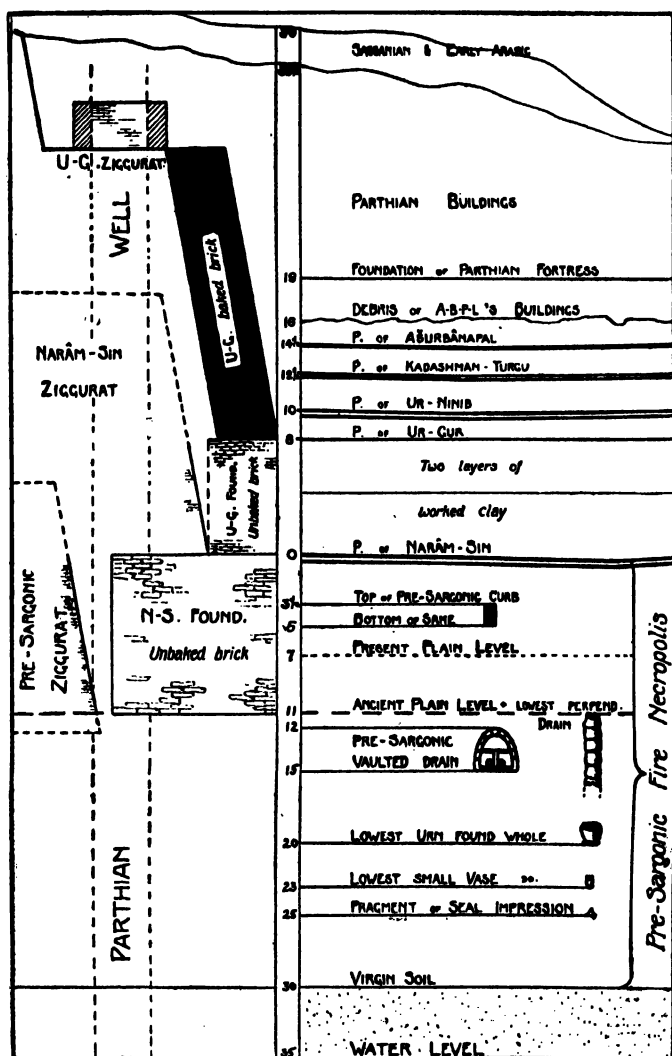 SASSANIAN & EARLY ARABIC
U-G. ZIGGURAT
WELL
U-G. baked brick
PARTHIAN BUILDINGS
19
FOUNDATION OF PARTHIAN FORTRESS
DEBRIS OF A-B-P-L'S BUILDINGS
16
P. OF AŠURBÂNAPAL
NARÂM-SIN
ZIGGURAT
P. OF KADASHMAN-TURGU
10
P. OF UR-NINIB
8
P. OF UR-GUR
U-G. FOUND.
Unbaked brick
Two layers of
worked clay
0
P. OF NARÂM-SIN
PRE-SARGONIC
ZIGGURAT
N-S. FOUND.
Unbaked brick
TOP OF PRE-SARGONIC CURB
5
BOTTOM OF SAME
7
PRESENT PLAIN LEVEL
11
ANCIENT PLAIN LEVEL + LOWEST PERPEND.
DRAIN
12
PRE-SARGONIC
VAULTED DRAIN
15
20
LOWEST URN FOUND WHOLE
23
LOWEST SMALL VASE DO.
25
FRAGMENT OF SEAL IMPRESSION
PARTHIAN
30
VIRGIN SOIL
35
WATER LEVEL
Pre-Sargonic Fire Necropolis